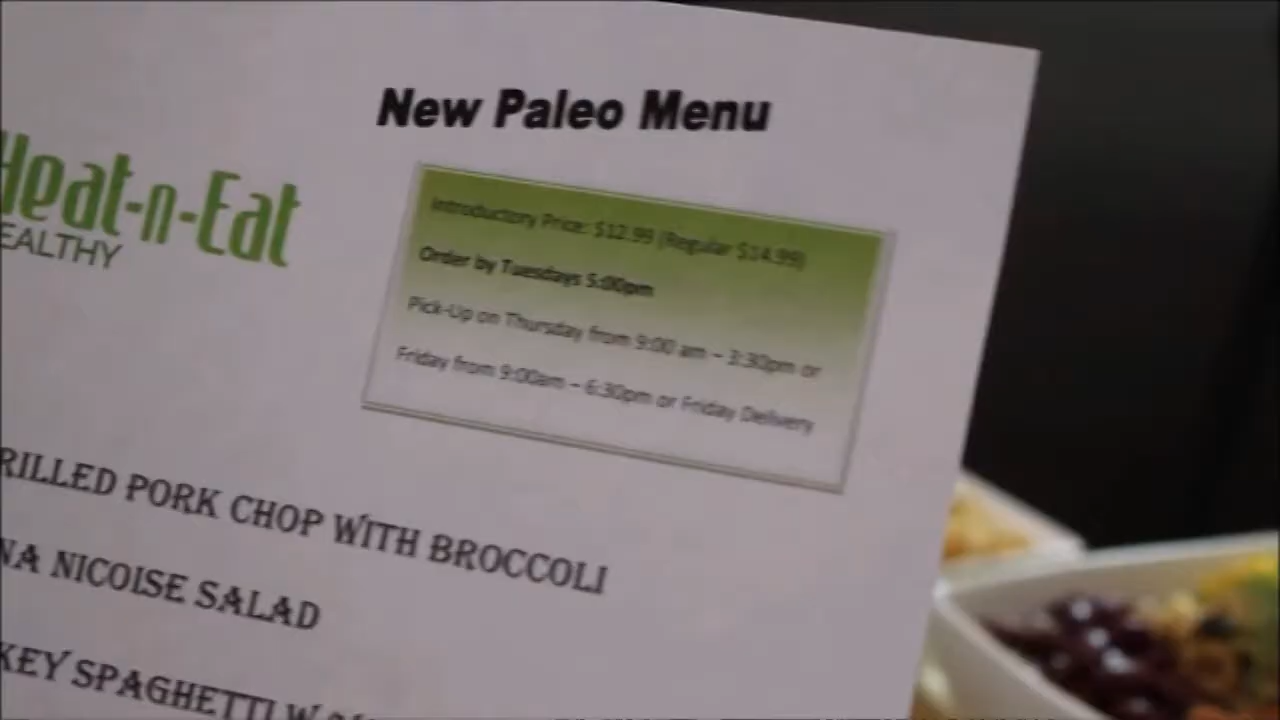 New Paleo Menu
Heat-n-Eat
EALTHY
Introductory Price: $12.99 (Regular $14.99)
Order by Tuesdays 5:00pm
Pick-Up on Thursday from 9:00 am – 3:30pm or
Friday from 9:00am – 6:30pm or Friday Delivery
RILLED PORK CHOP WITH BROCCOLI
NA NICOISE SALAD
KEY SPAGHETTI W